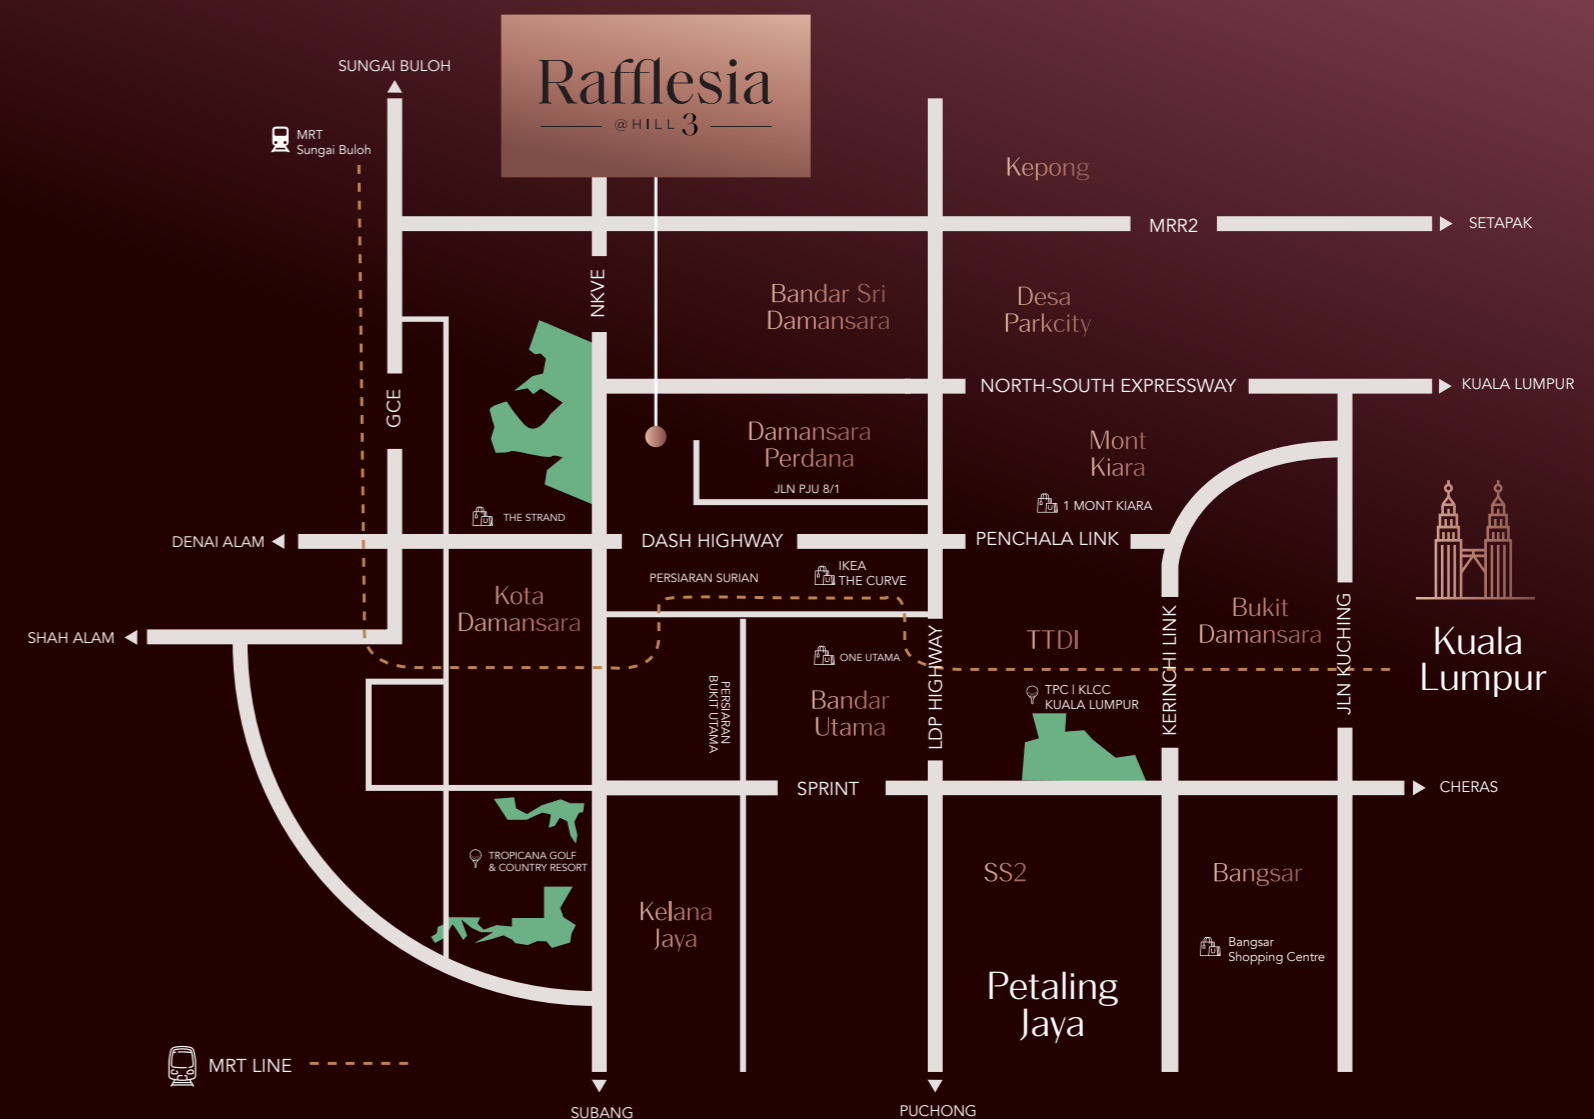 Rafflesia
@HILL 3
SUNGAI BULOH
MRT
Sungai Buloh
Kepong
MRR2
SETAPAK
NKVE
Bandar Sri
Damansara
Desa
Parkcity
GCE
NORTH-SOUTH EXPRESSWAY
KUALA LUMPUR
Damansara
Perdana
JLN PJU 8/1
Mont
Kiara
1 MONT KIARA
THE STRAND
DENAI ALAM
DASH HIGHWAY
PENCHALA LINK
IKEA
THE CURVE
PERSIARAN SURIAN
Kota
Damansara
SHAH ALAM
ONE UTAMA
PERSIARAN
BUKIT UTAMA
Bandar
Utama
LDP HIGHWAY
TTDI
TPC | KLCC
KUALA LUMPUR
KERINCHI LINK
Bukit
Damansara
JLN KUCHING
Kuala
Lumpur
SPRINT
CHERAS
TROPICANA GOLF
& COUNTRY RESORT
Kelana
Jaya
SS2
Bangsar
Bangsar
Shopping Centre
Petaling
Jaya
MRT LINE
SUBANG
PUCHONG